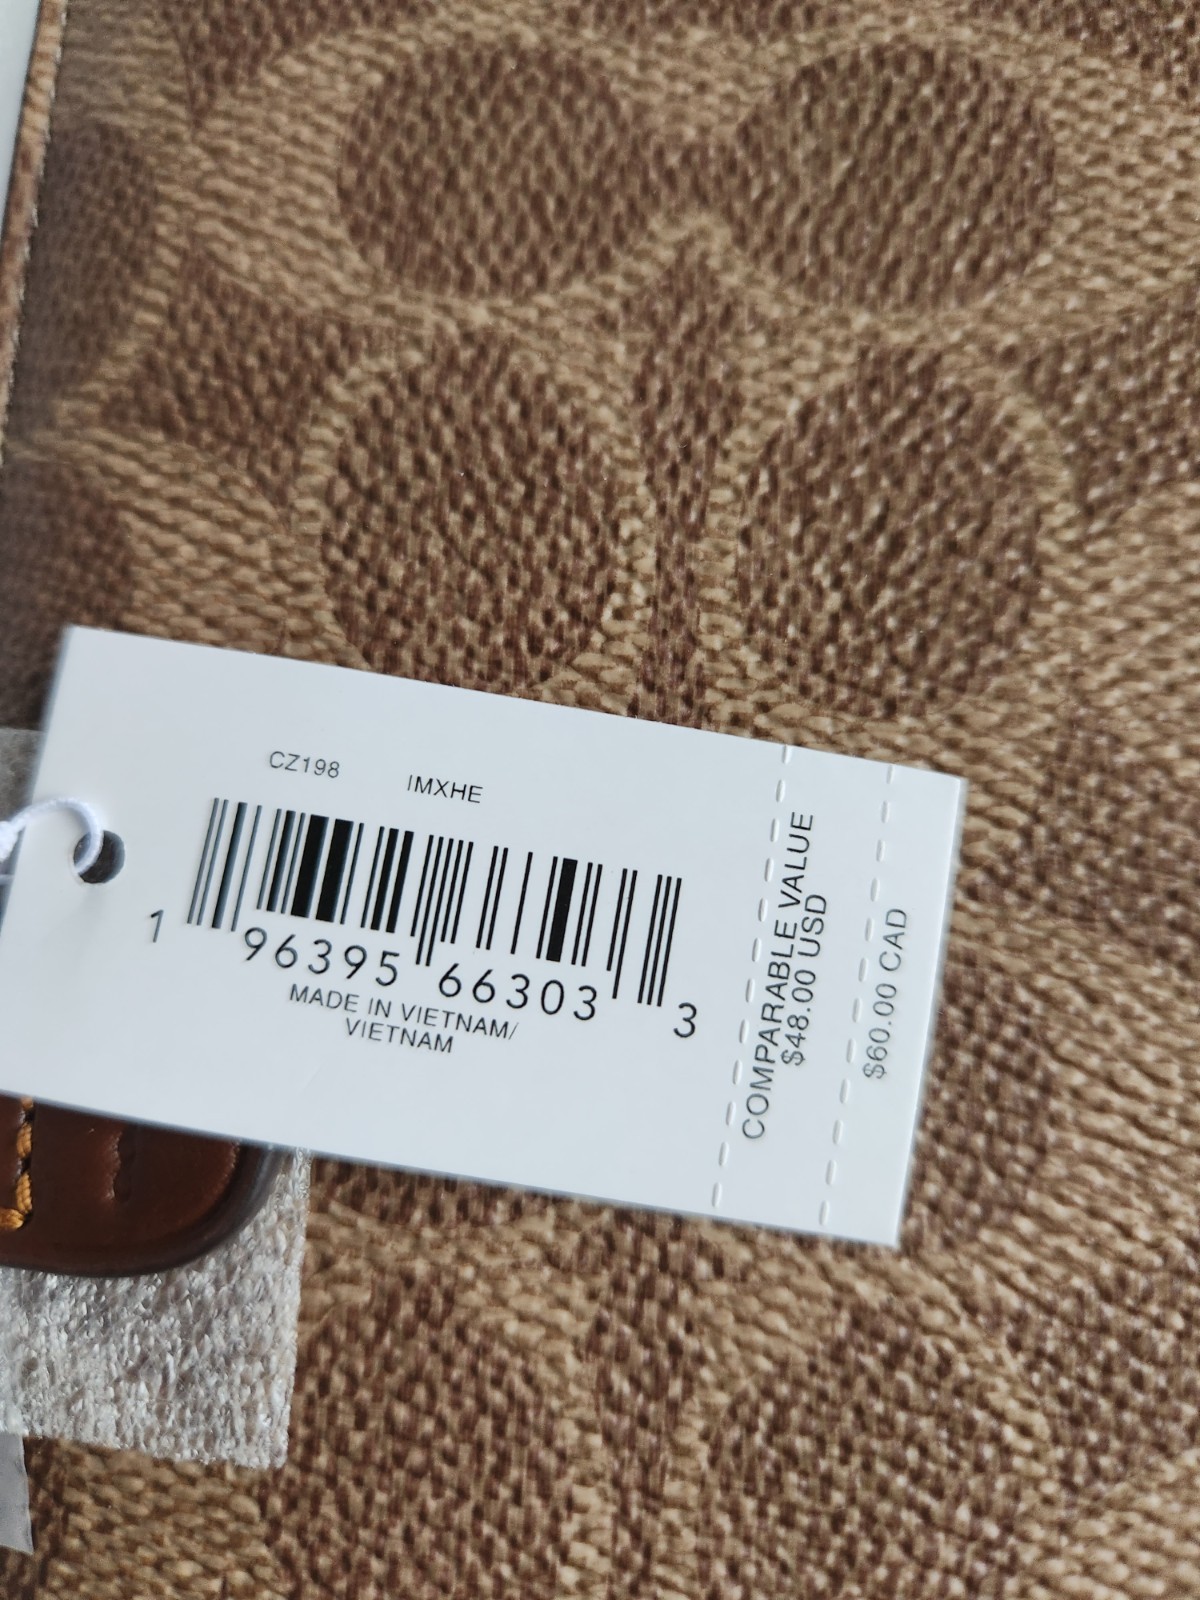 CZ198 IMXHE
1 96395 66303 3
MADE IN VIETNAM/
VIETNAM
COMPARABLE VALUE
$48.00 USD
$60.00 CAD